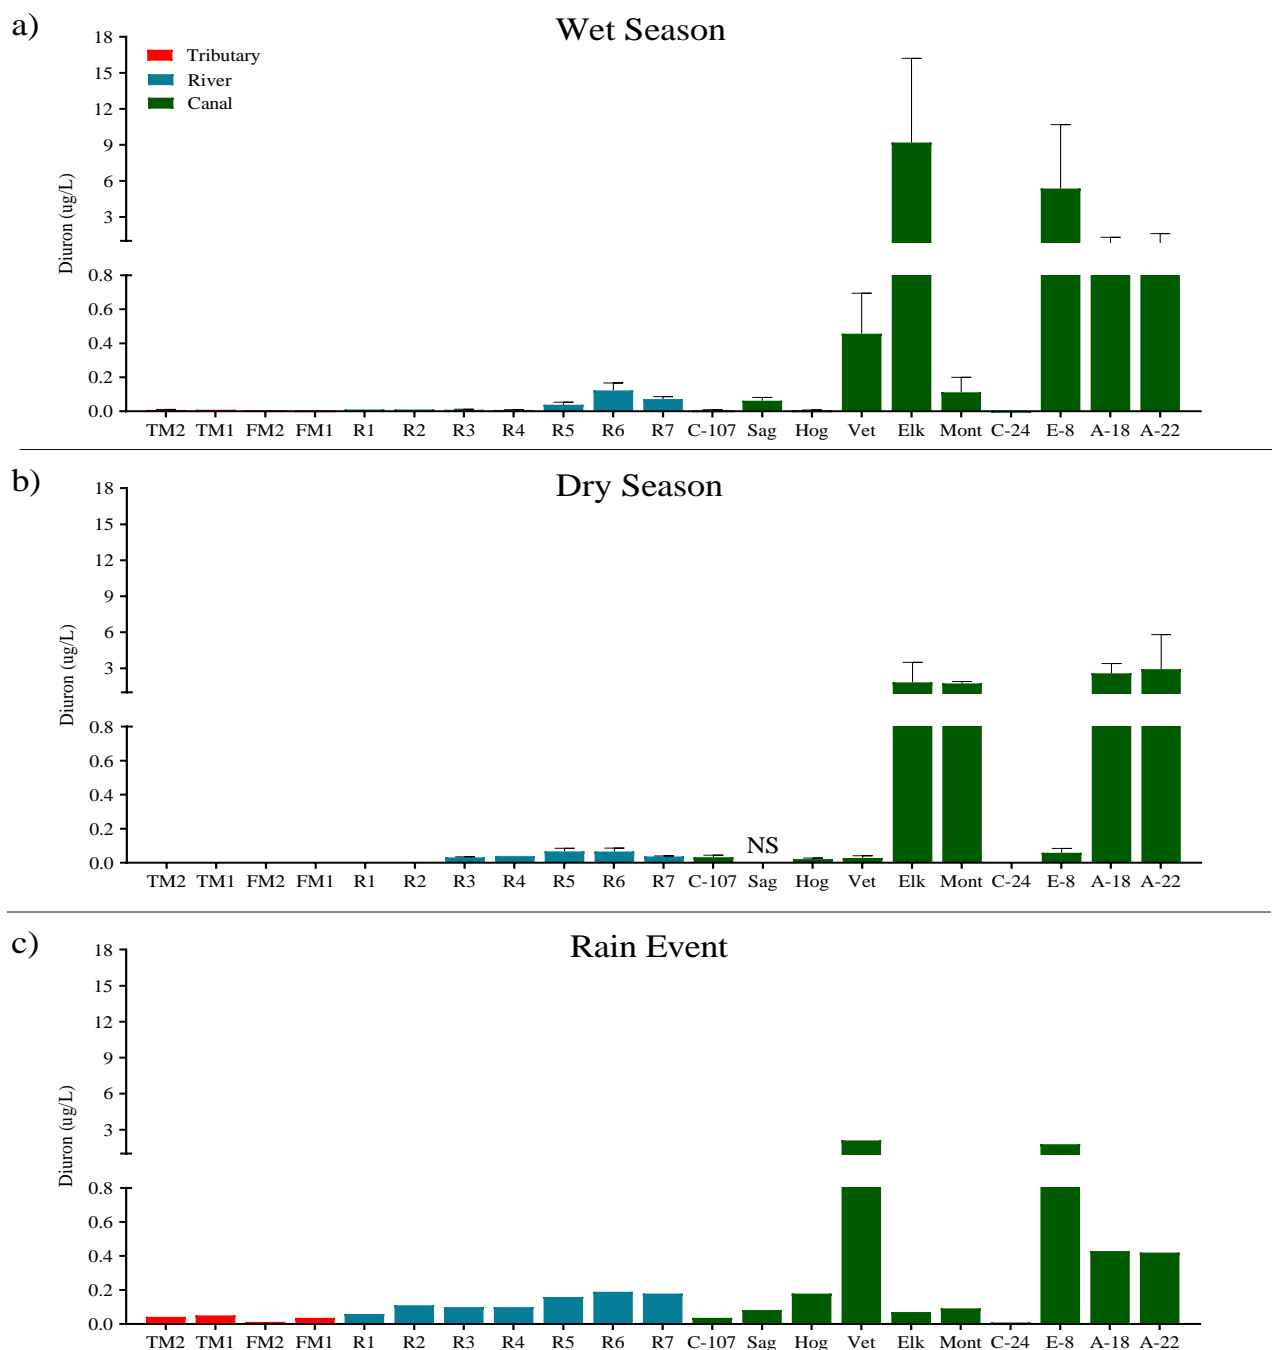 a)
Wet Season
Tributary
River
Canal
Diuron (ug/L)
18
15
12
9
6
3
0.8
0.6
0.4
0.2
0.0
TM2 TM1 FM2 FM1 R1 R2 R3 R4 R5 R6 R7 C-107 Sag Hog Vet Elk Mont C-24 E-8 A-18 A-22
b)
Dry Season
Diuron (ug/L)
18
15
12
9
6
3
0.8
0.6
0.4
0.2
0.0
NS
TM2 TM1 FM2 FM1 R1 R2 R3 R4 R5 R6 R7 C-107 Sag Hog Vet Elk Mont C-24 E-8 A-18 A-22
c)
Rain Event
Diuron (ug/L)
18
15
12
9
6
3
0.8
0.6
0.4
0.2
0.0
TM2 TM1 FM2 FM1 R1 R2 R3 R4 R5 R6 R7 C-107 Sag Hog Vet Elk Mont C-24 E-8 A-18 A-22